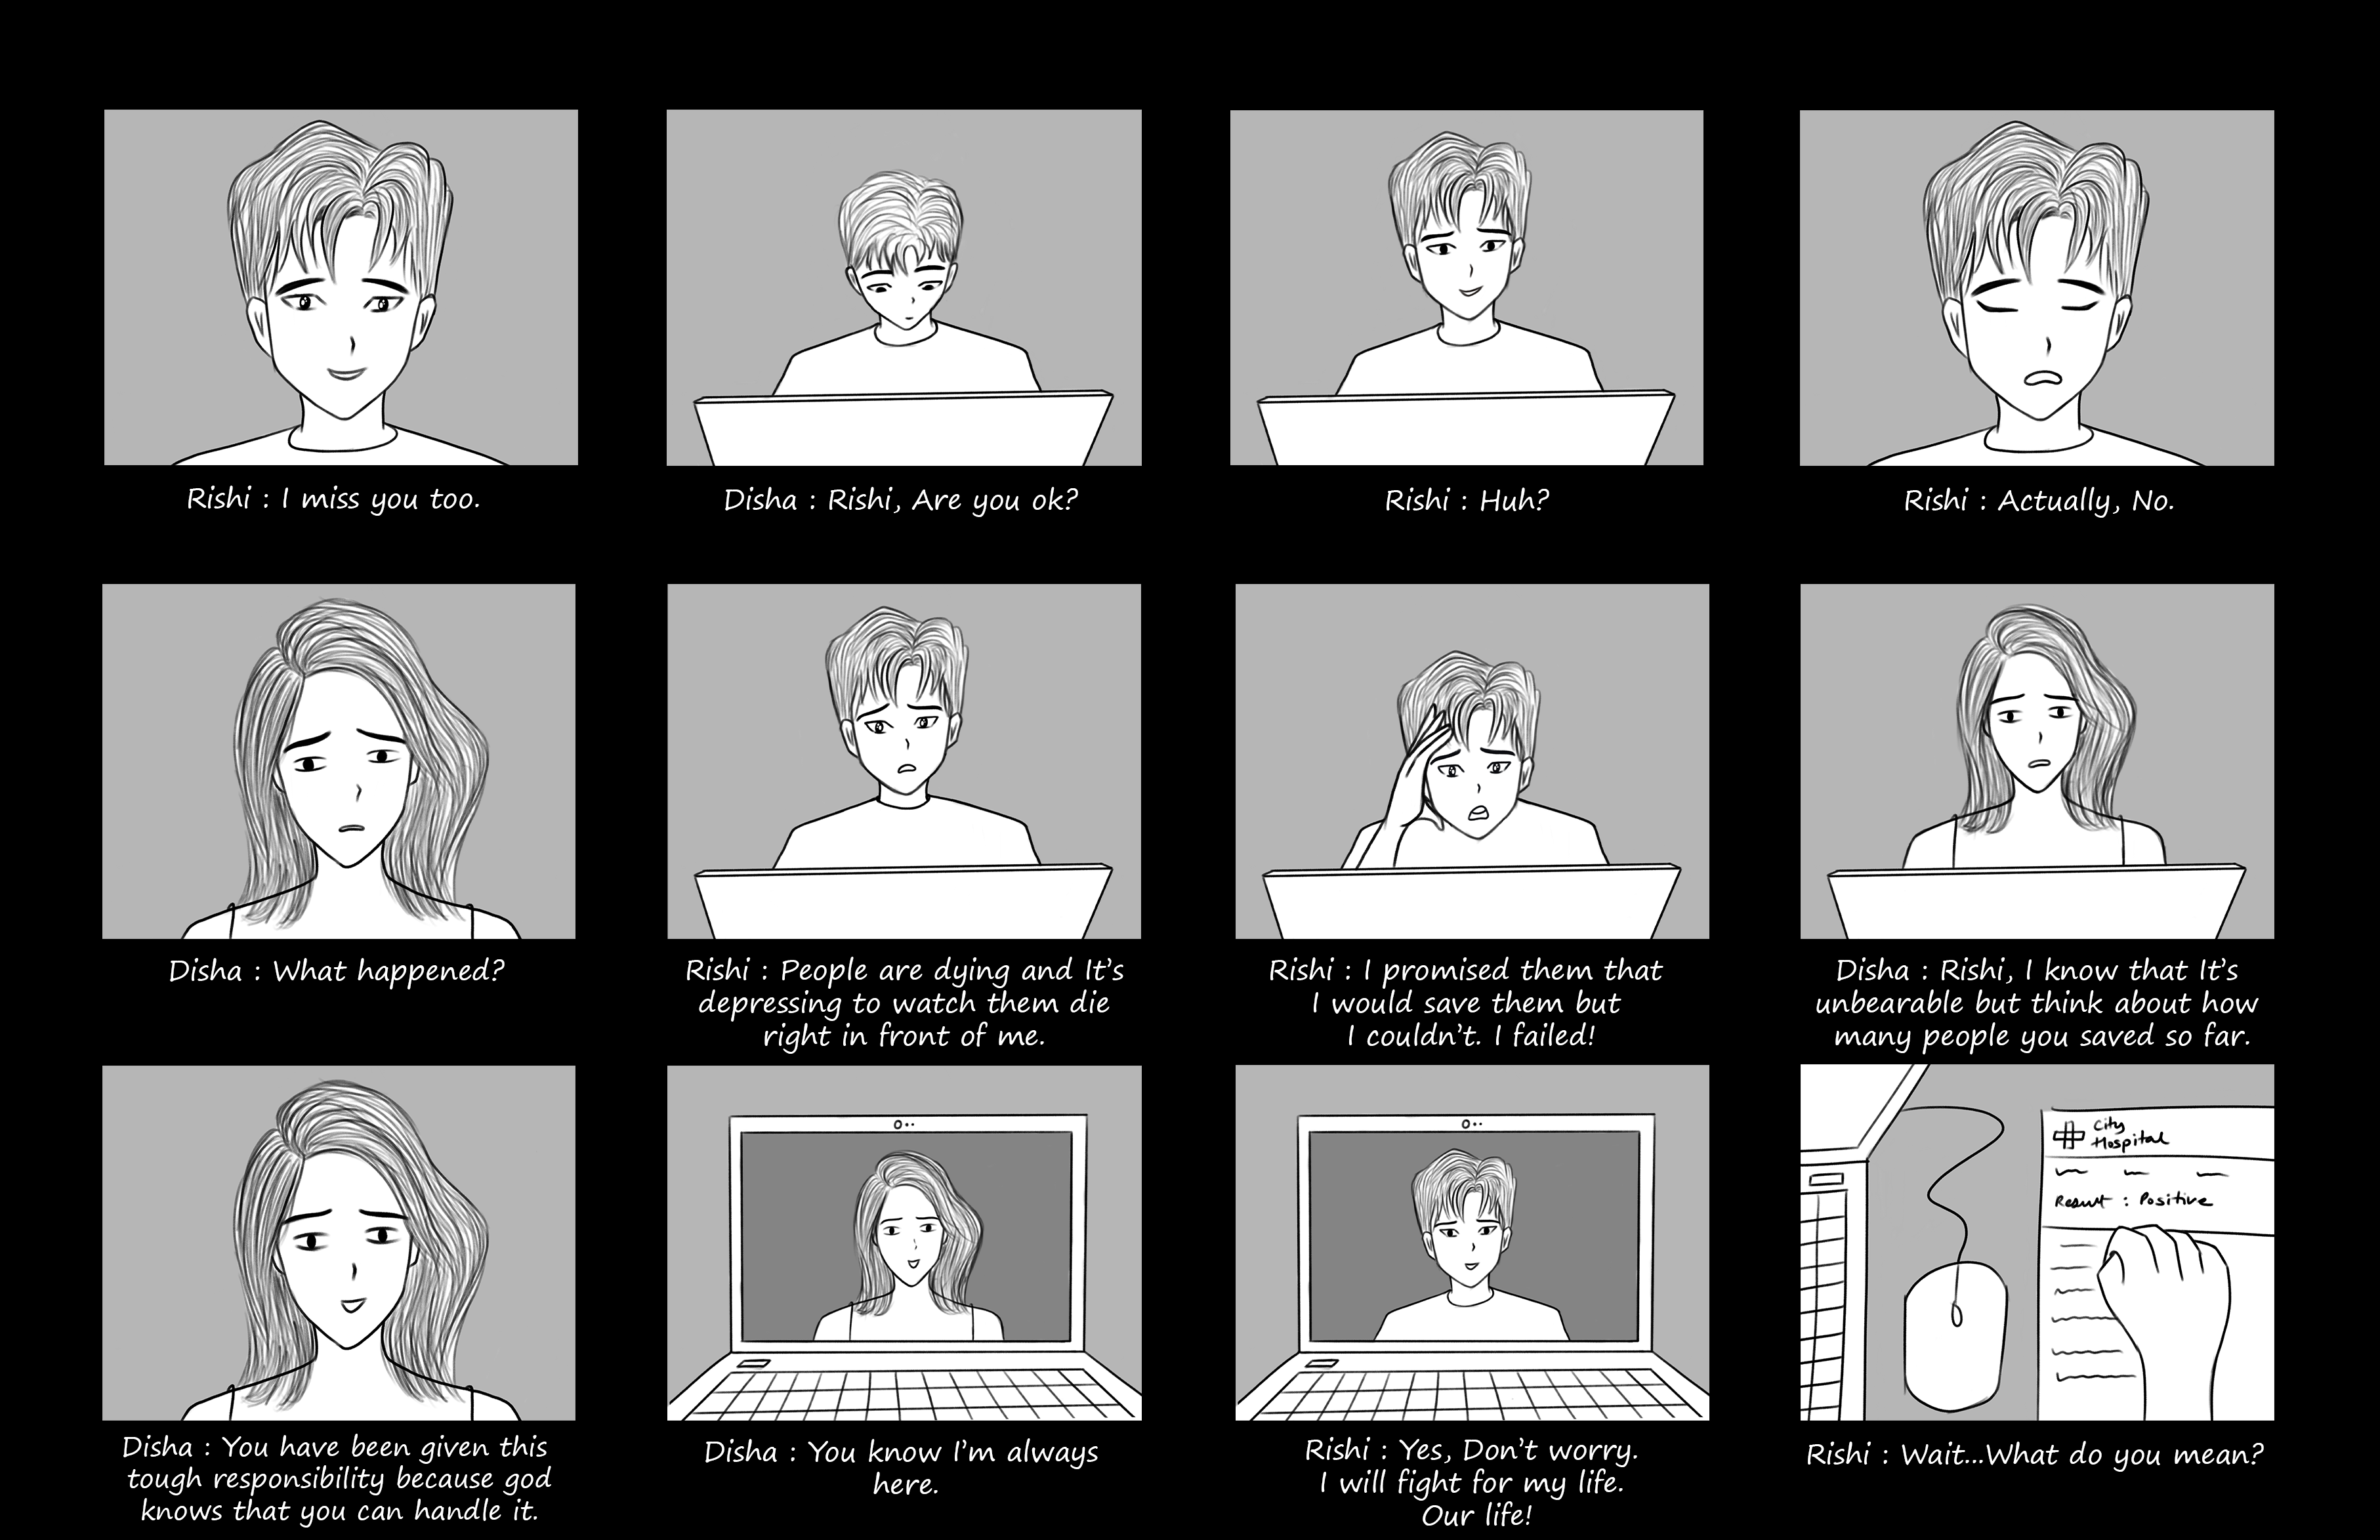 Rishi : I miss you too.
Disha : Rishi, Are you ok?
Rishi : Huh?
Rishi : Actually, No.
Disha : What happened?
Rishi : People are dying and It's
depressing to watch them die
right in front of me.
Rishi : I promised them that
I would save them but
I couldn't. I failed!
Disha : Rishi, I know that It's
unbearable but think about how
many people you saved so far.
Disha : You have been given this
tough responsibility because god
knows that you can handle it.
Disha : You know I'm always
here.
Rishi : Yes, Don't worry.
I will fight for my life.
Our life!
City
Hospital
Result : Positive
Rishi : Wait...What do you mean?